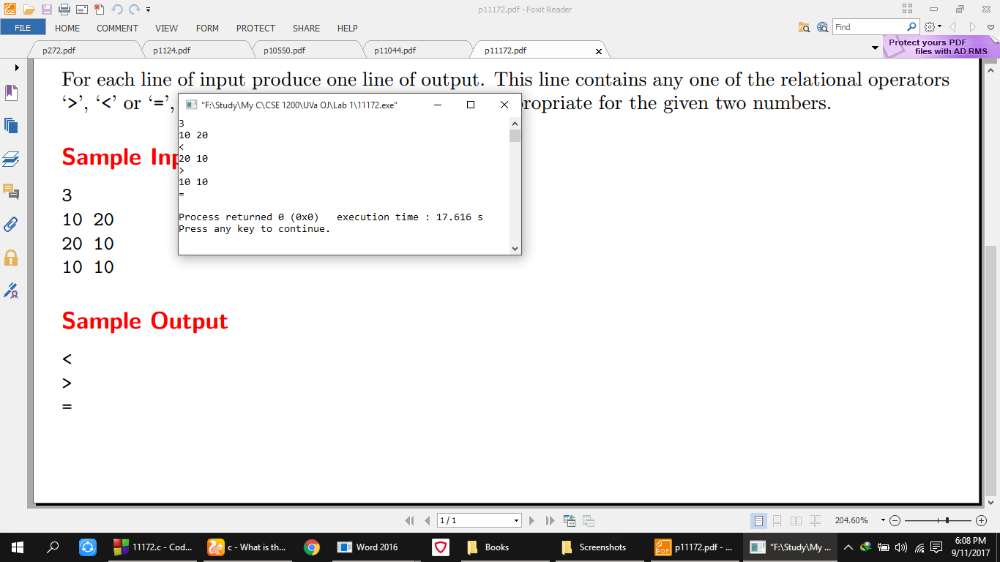 p11172.pdf - Foxit Reader
FILE HOME COMMENT VIEW FORM PROTECT SHARE HELP
Find
Protect yours PDF
files with AD RMS
p272.pdf p1124.pdf p10550.pdf p11044.pdf p11172.pdf
For each line of input produce one line of output. This line contains any one of the relational operators
‘>’, ‘<’ or ‘=’, propriate for the given two numbers.
"F:\Study\My C\CSE 1200\UVa OJ\Lab 1\11172.exe"
3
10 20
<
20 10
>
10 10
=
Process returned 0 (0x0)   execution time : 17.616 s
Press any key to continue.
Sample Inp
3
10 20
20 10
10 10
Sample Output
<
>
=
1 / 1
204.60%
11172.c - Cod...
c - What is th...
Word 2016
Books
Screenshots
p11172.pdf - ...
"F:\Study\My ...
6:08 PM
9/11/2017